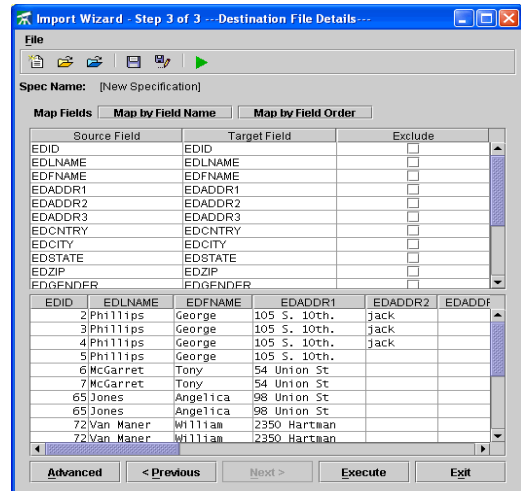 Import Wizard - Step 3 of 3 ---Destination File Details---
File
Spec Name: [New Specification]
Map Fields Map by Field Name Map by Field Order
Source Field Target Field Exclude
EDID EDID
EDLNAME EDLNAME
EDFNAME EDFNAME
EDADDR1 EDADDR1
EDADDR2 EDADDR2
EDADDR3 EDADDR3
EDCNTRY EDCNTRY
EDCITY EDCITY
EDSTATE EDSTATE
EDZIP EDZIP
EDGENDER EDGENDER
EDID EDLNAME EDFNAME EDADDR1 EDADDR2
2 Phillips George 105 S. 10th. jack
3 Phillips George 105 S. 10th. jack
4 Phillips George 105 S. 10th. jack
5 Phillips George 105 S. 10th.
6 McGarret Tony 54 Union St
7 McGarret Tony 54 Union St
65 Jones Angelica 98 Union St
65 Jones Angelica 98 Union St
72 Van Maner William 2350 Hartman
72 Van Maner William 2350 Hartman
Advanced < Previous Next > Execute Exit